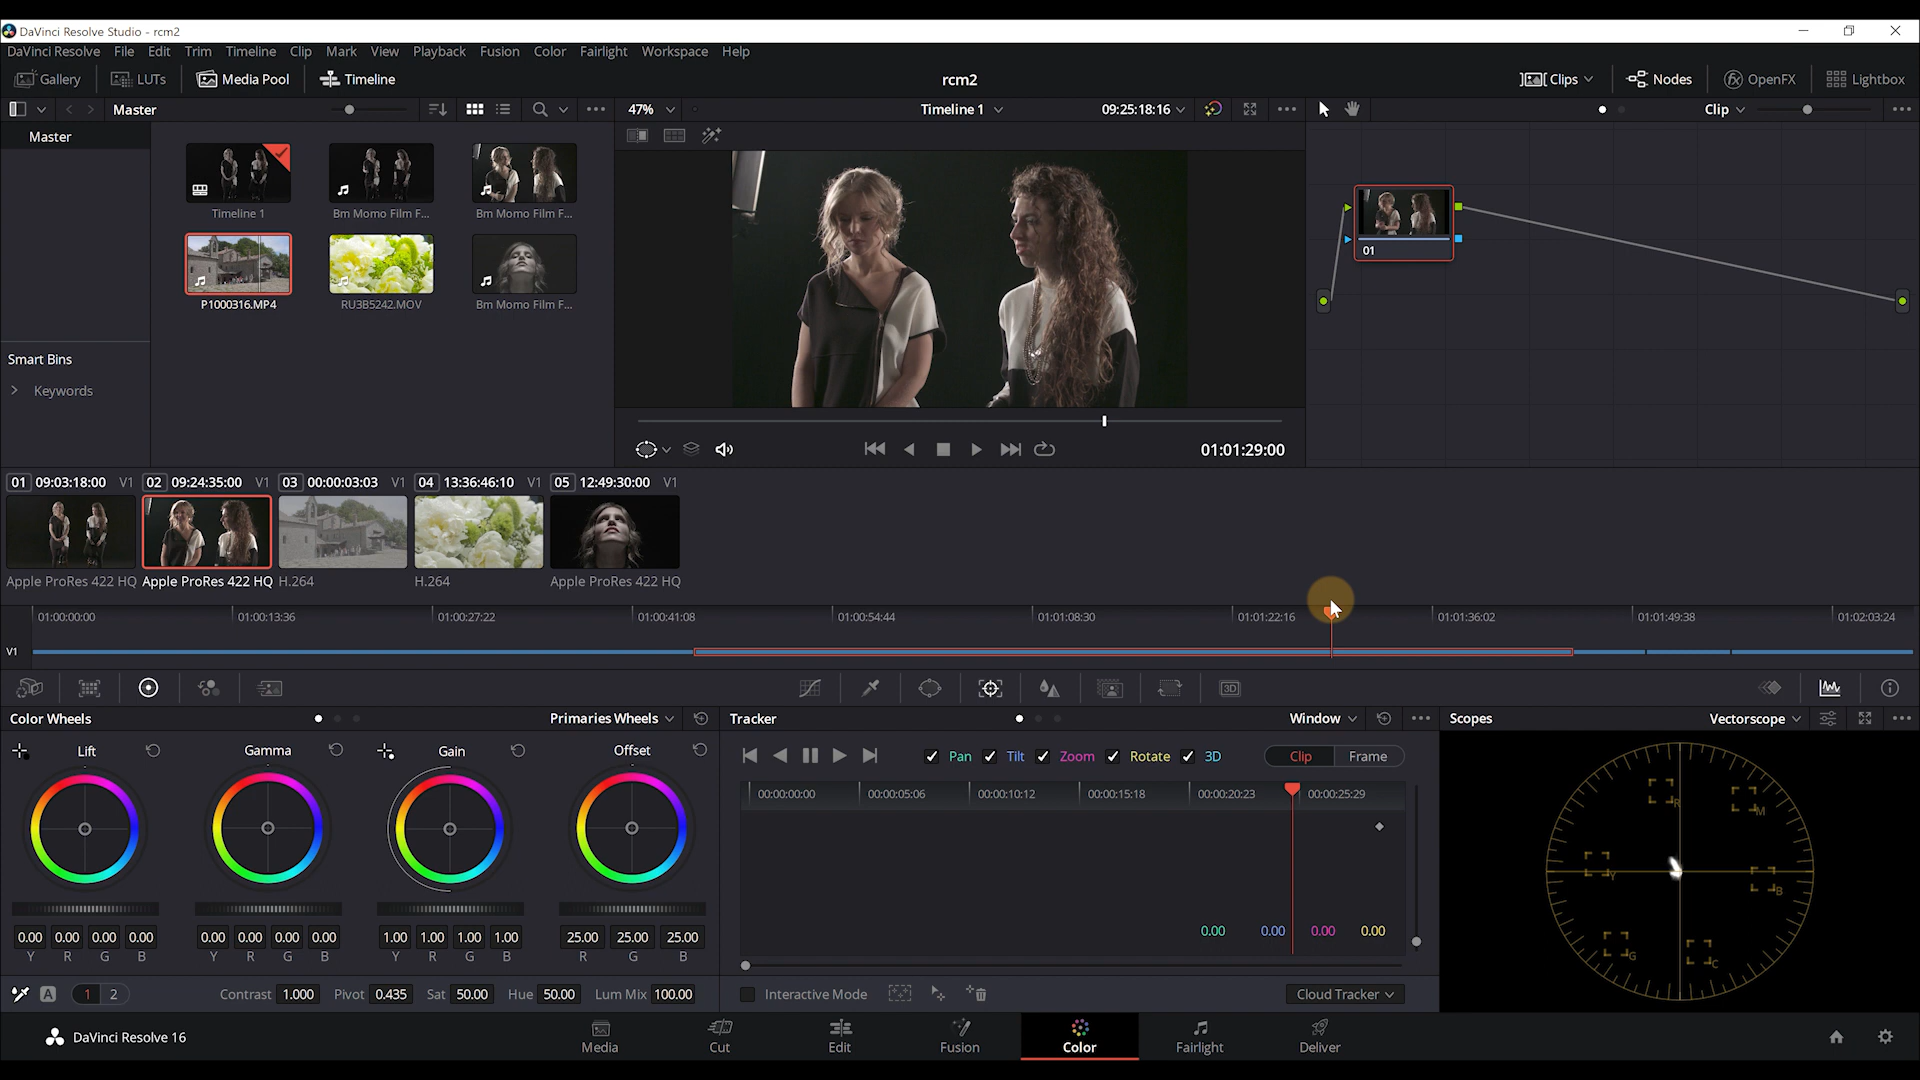 DaVinci Resolve Studio - rcm2
DaVinci Resolve File Edit Trim Timeline Clip Mark View Playback Fusion Color Fairlight Workspace Help
Gallery LUTs Media Pool Timeline rcm2 Clips Nodes OpenFX Lightbox
Master 47% Timeline 1 09:25:18:16 Clip
Master
Timeline 1 Bm Momo Film F... Bm Momo Film F...
01
P1000316.MP4 RU3B5242.MOV Bm Momo Film F...
Smart Bins
Keywords
01:01:29:00
01 09:03:18:00 V1 02 09:24:35:00 V1 03 00:00:03:03 V1 04 13:36:46:10 V1 05 12:49:30:00 V1
Apple ProRes 422 HQ Apple ProRes 422 HQ H.264 H.264 Apple ProRes 422 HQ
01:00:00:00 01:00:13:36 01:00:27:22 01:00:41:08 01:00:54:44 01:01:08:30 01:01:22:16 01:01:36:02 01:01:49:38 01:02:03:24
V1
3D
Color Wheels Primaries Wheels Tracker Window Scopes Vectorscope
Lift Gamma Gain Offset Pan Tilt Zoom Rotate 3D Clip Frame
00:00:00:00 00:00:05:06 00:00:10:12 00:00:15:18 00:00:20:23 00:00:25:29
R M
Y B
G C
0.00 0.00 0.00 0.00
0.00 0.00 0.00 0.00 0.00 0.00 0.00 0.00 1.00 1.00 1.00 1.00 25.00 25.00 25.00
Y R G B Y R G B Y R G B R G B
A 1 2 Contrast 1.000 Pivot 0.435 Sat 50.00 Hue 50.00 Lum Mix 100.00 Interactive Mode Cloud Tracker
DaVinci Resolve 16 Media Cut Edit Fusion Color Fairlight Deliver